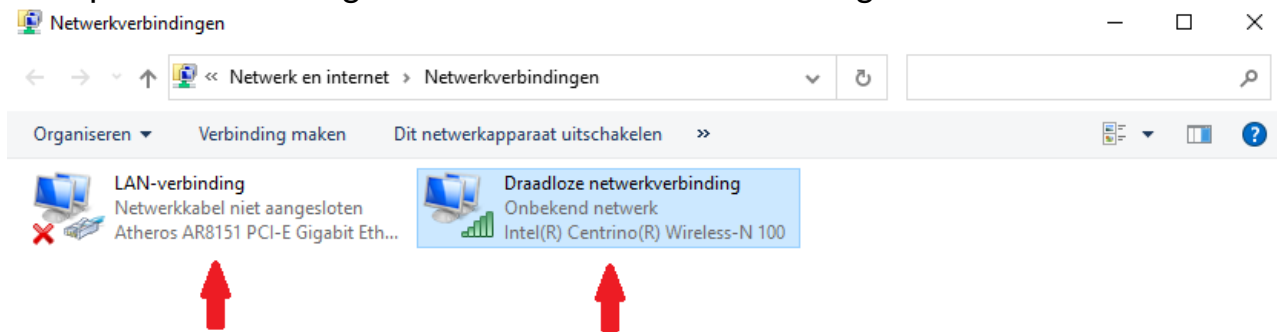 Netwerkverbindingen
« Netwerk en internet › Netwerkverbindingen
Organiseren Verbinding maken Dit netwerkapparaat uitschakelen »
LAN-verbinding
Netwerkkabel niet aangesloten
Atheros AR8151 PCI-E Gigabit Eth...
Draadloze netwerkverbinding
Onbekend netwerk
Intel(R) Centrino(R) Wireless-N 100